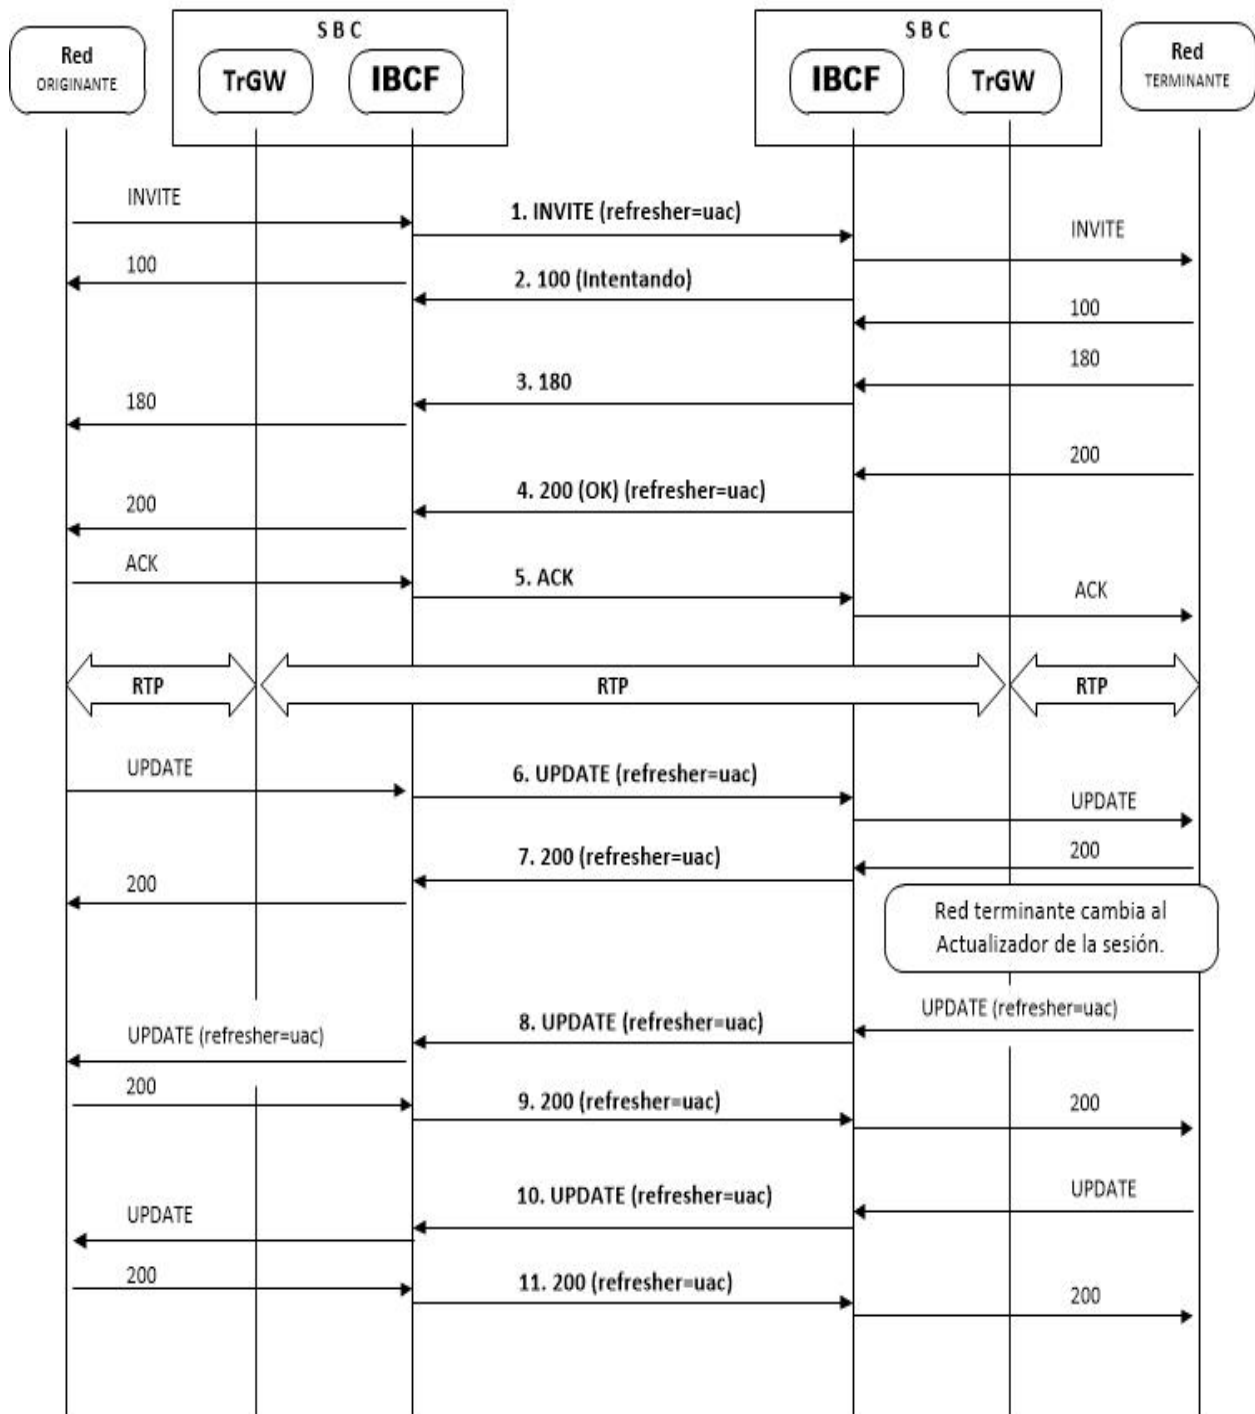 Red
ORIGINANTE
S B C
TrGW
IBCF
S B C
IBCF
TrGW
Red
TERMINANTE
INVITE
1. INVITE (refresher=uac)
INVITE
100
2. 100 (Intentando)
100
180
3. 180
180
200
4. 200 (OK) (refresher=uac)
200
ACK
5. ACK
ACK
RTP
RTP
RTP
UPDATE
6. UPDATE (refresher=uac)
UPDATE
7. 200 (refresher=uac)
200
200
Red terminante cambia al
Actualizador de la sesión.
UPDATE (refresher=uac)
8. UPDATE (refresher=uac)
UPDATE (refresher=uac)
200
9. 200 (refresher=uac)
200
UPDATE
10. UPDATE (refresher=uac)
UPDATE
200
11. 200 (refresher=uac)
200